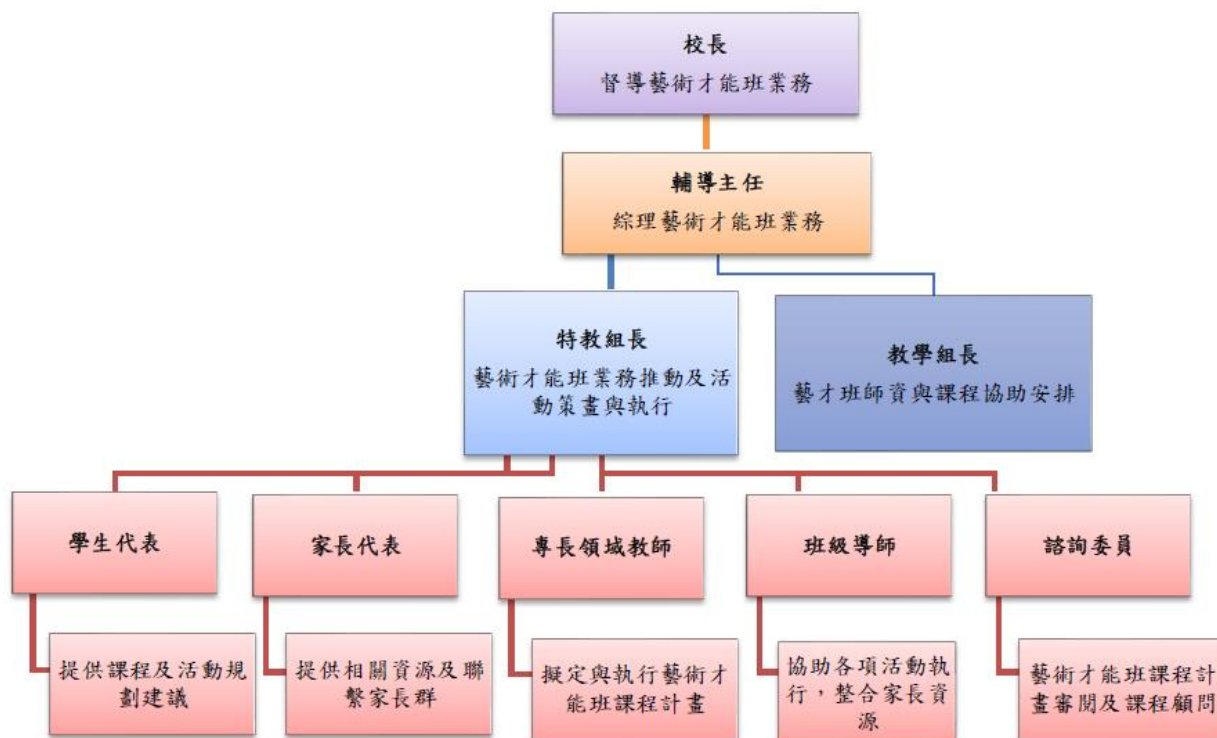 校長
督導藝術才能班業務
輔導主任
綜理藝術才能班業務
特教組長
藝術才能班業務推動及活
動策畫與執行
教學組長
藝才班師資與課程協助安排
學生代表
家長代表
專長領域教師
班級導師
諮詢委員
提供課程及活動規
劃建議
提供相關資源及聯
繫家長群
擬定與執行藝術才
能班課程計畫
協助各項活動執
行，整合家長資
源
藝術才能班課程計
畫審閱及課程顧問